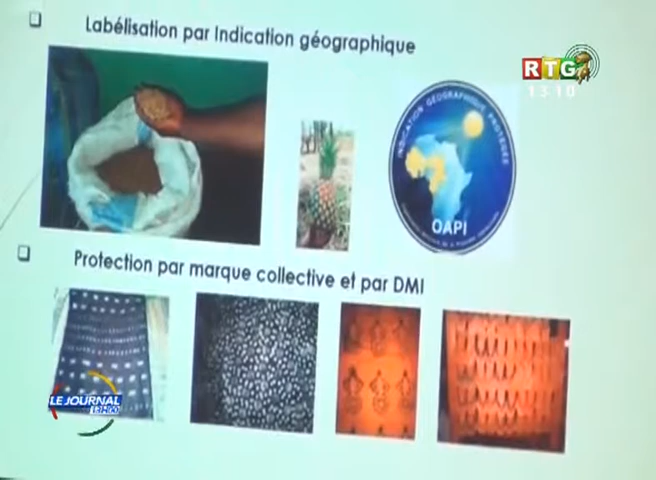 Labélisation par Indication géographique
RTG
13:10
INDICATION GÉOGRAPHIQUE PROTÉGÉE
OAPI
Protection par marque collective et par DMI
LE JOURNAL
13H00